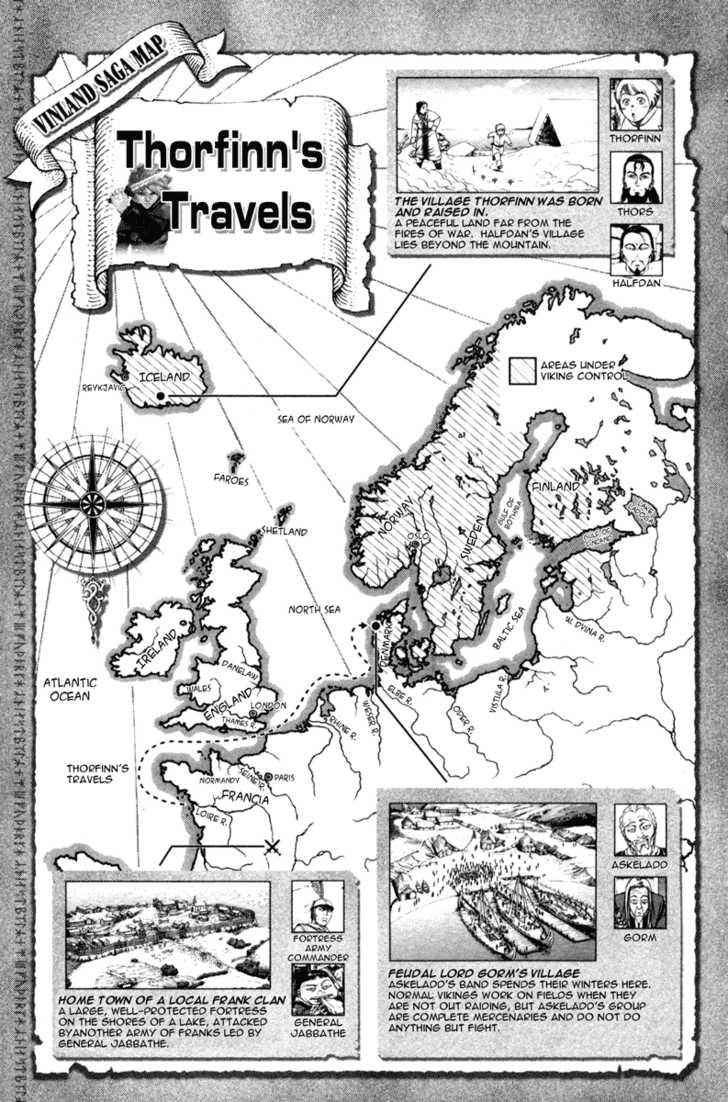 VINLAND SAGA MAP
Thorfinn's
Travels
THORFINN
THORS
HALFDAN
THE VILLAGE THORFINN WAS BORN
AND RAISED IN.
A PEACEFUL LAND FAR FROM THE
FIRES OF WAR. HALFDAN'S VILLAGE
LIES BEYOND THE MOUNTAIN.
AREAS UNDER
VIKING CONTROL
ICELAND
REYKJAVIC
SEA OF NORWAY
FAROES
SHETLAND
NORWAY
OSLO
SWEDEN
GULF OF
BOTHNIA
FINLAND
NORTH SEA
DENMARK
BALTIC SEA
W. DVINA R.
IRELAND
DANELAW
WALES
ENGLAND
LONDON
THAMES R.
ATLANTIC
OCEAN
RHINE R.
WESER R.
ELBE R.
ODER R.
VISTULA R.
THORFINN'S
TRAVELS
NORMANDY
SEINE R.
PARIS
FRANCIA
LOIRE R.
FORTRESS
ARMY
COMMANDER
GENERAL
JABBATHE
HOME TOWN OF A LOCAL FRANK CLAN
A LARGE, WELL-PROTECTED FORTRESS
ON THE SHORES OF A LAKE, ATTACKED
BYANOTHER ARMY OF FRANKS LED BY
GENERAL JABBATHE.
ASKELADD
GORM
FEUDAL LORD GORM'S VILLAGE
ASKELADD'S BAND SPENDS THEIR WINTERS HERE.
NORMAL VIKINGS WORK ON FIELDS WHEN THEY
ARE NOT OUT RAIDING, BUT ASKELADD'S GROUP
ARE COMPLETE MERCENARIES AND DO NOT DO
ANYTHING BUT FIGHT.